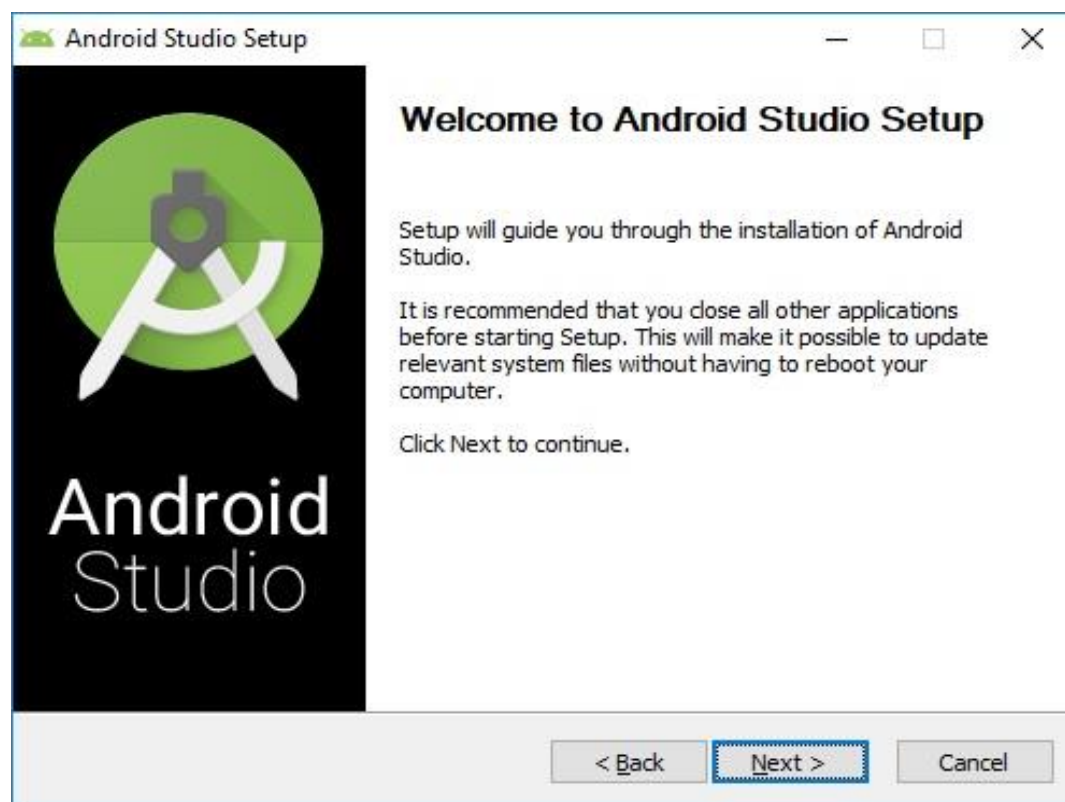 Android Studio Setup
Welcome to Android Studio Setup
Setup will guide you through the installation of Android
Studio.
It is recommended that you close all other applications
before starting Setup. This will make it possible to update
relevant system files without having to reboot your
computer.
Click Next to continue.
Android
Studio
< Back
Next >
Cancel